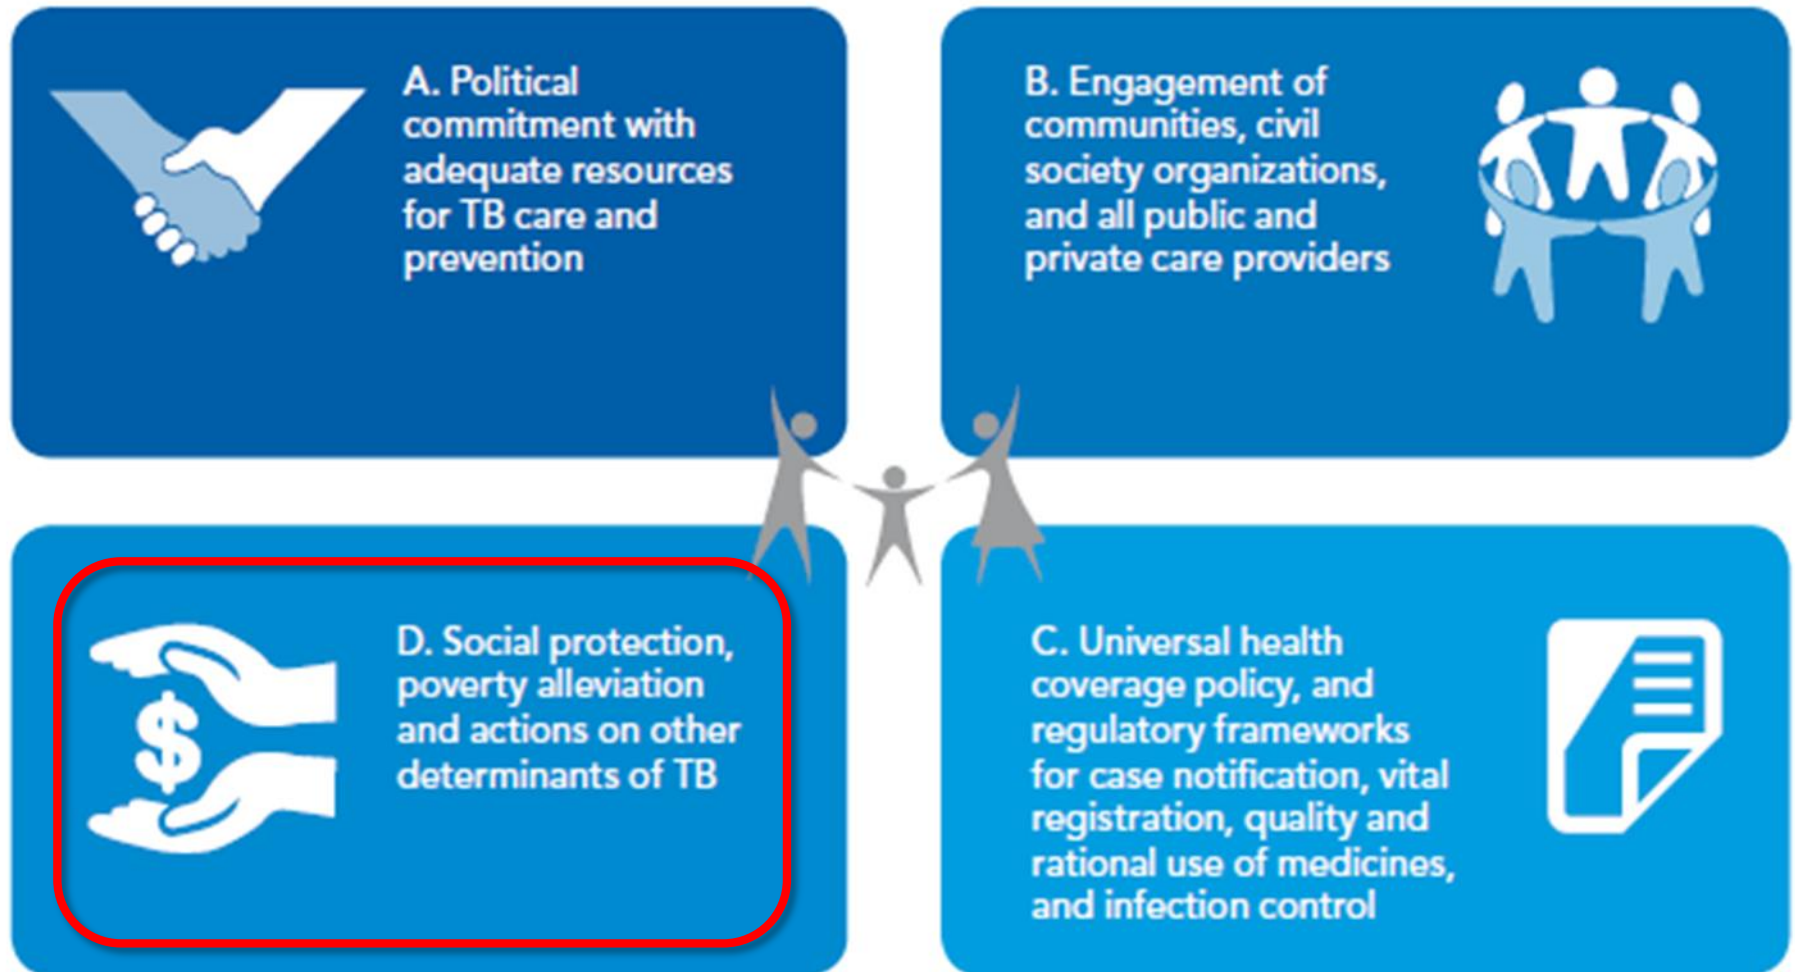 A. Political
commitment with
adequate resources
for TB care and
prevention
B. Engagement of
communities, civil
society organizations,
and all public and
private care providers
D. Social protection,
poverty alleviation
and actions on other
determinants of TB
$
C. Universal health
coverage policy, and
regulatory frameworks
for case notification, vital
registration, quality and
rational use of medicines,
and infection control